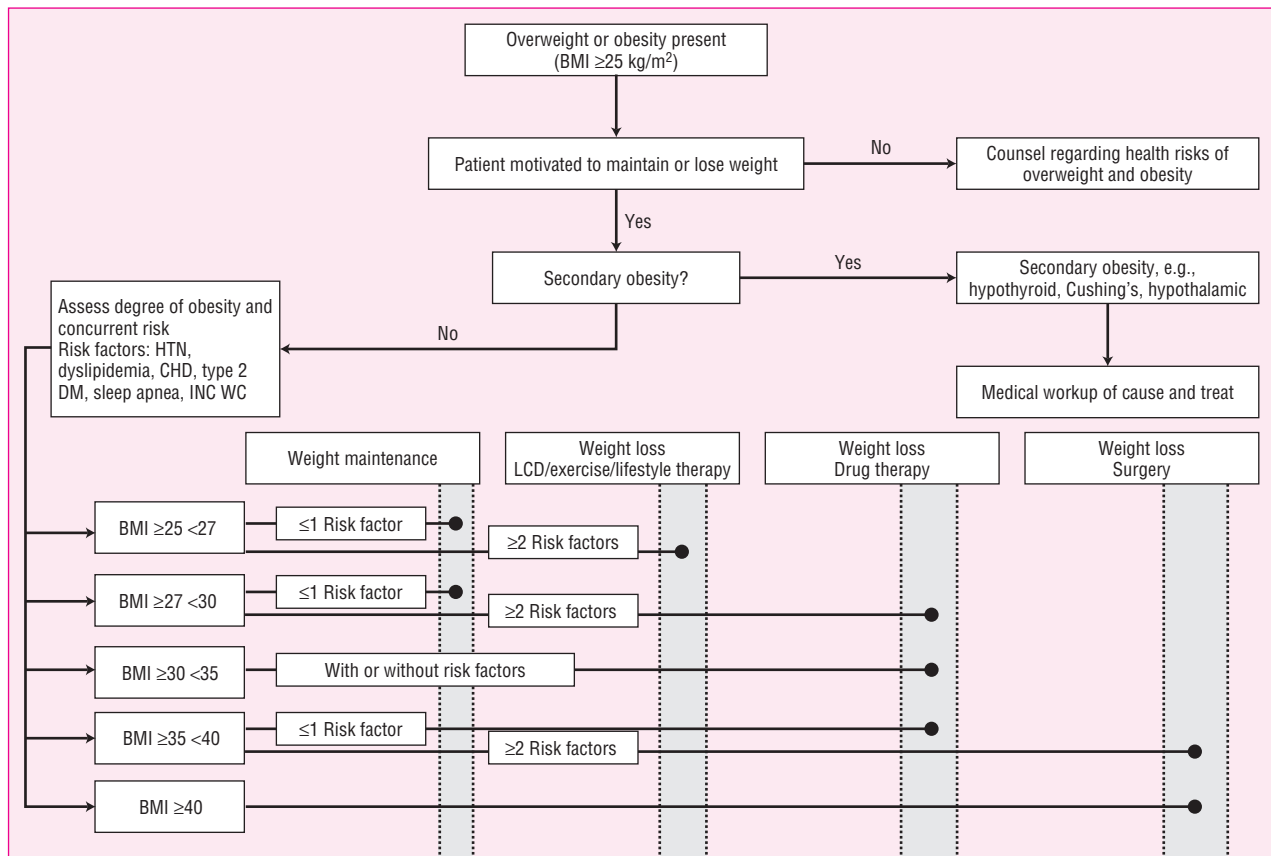 Overweight or obesity present
(BMI ≥25 kg/m²)
Patient motivated to maintain or lose weight
No
Counsel regarding health risks of
overweight and obesity
Yes
Secondary obesity?
Yes
Secondary obesity, e.g.,
hypothyroid, Cushing's, hypothalamic
Assess degree of obesity and
concurrent risk
Risk factors: HTN,
dyslipidemia, CHD, type 2
DM, sleep apnea, INC WC
No
Medical workup of cause and treat
Weight maintenance
Weight loss
LCD/exercise/lifestyle therapy
Weight loss
Drug therapy
Weight loss
Surgery
BMI ≥25 <27
≤1 Risk factor
≥2 Risk factors
BMI ≥27 <30
≤1 Risk factor
≥2 Risk factors
BMI ≥30 <35
With or without risk factors
BMI ≥35 <40
≤1 Risk factor
≥2 Risk factors
BMI ≥40